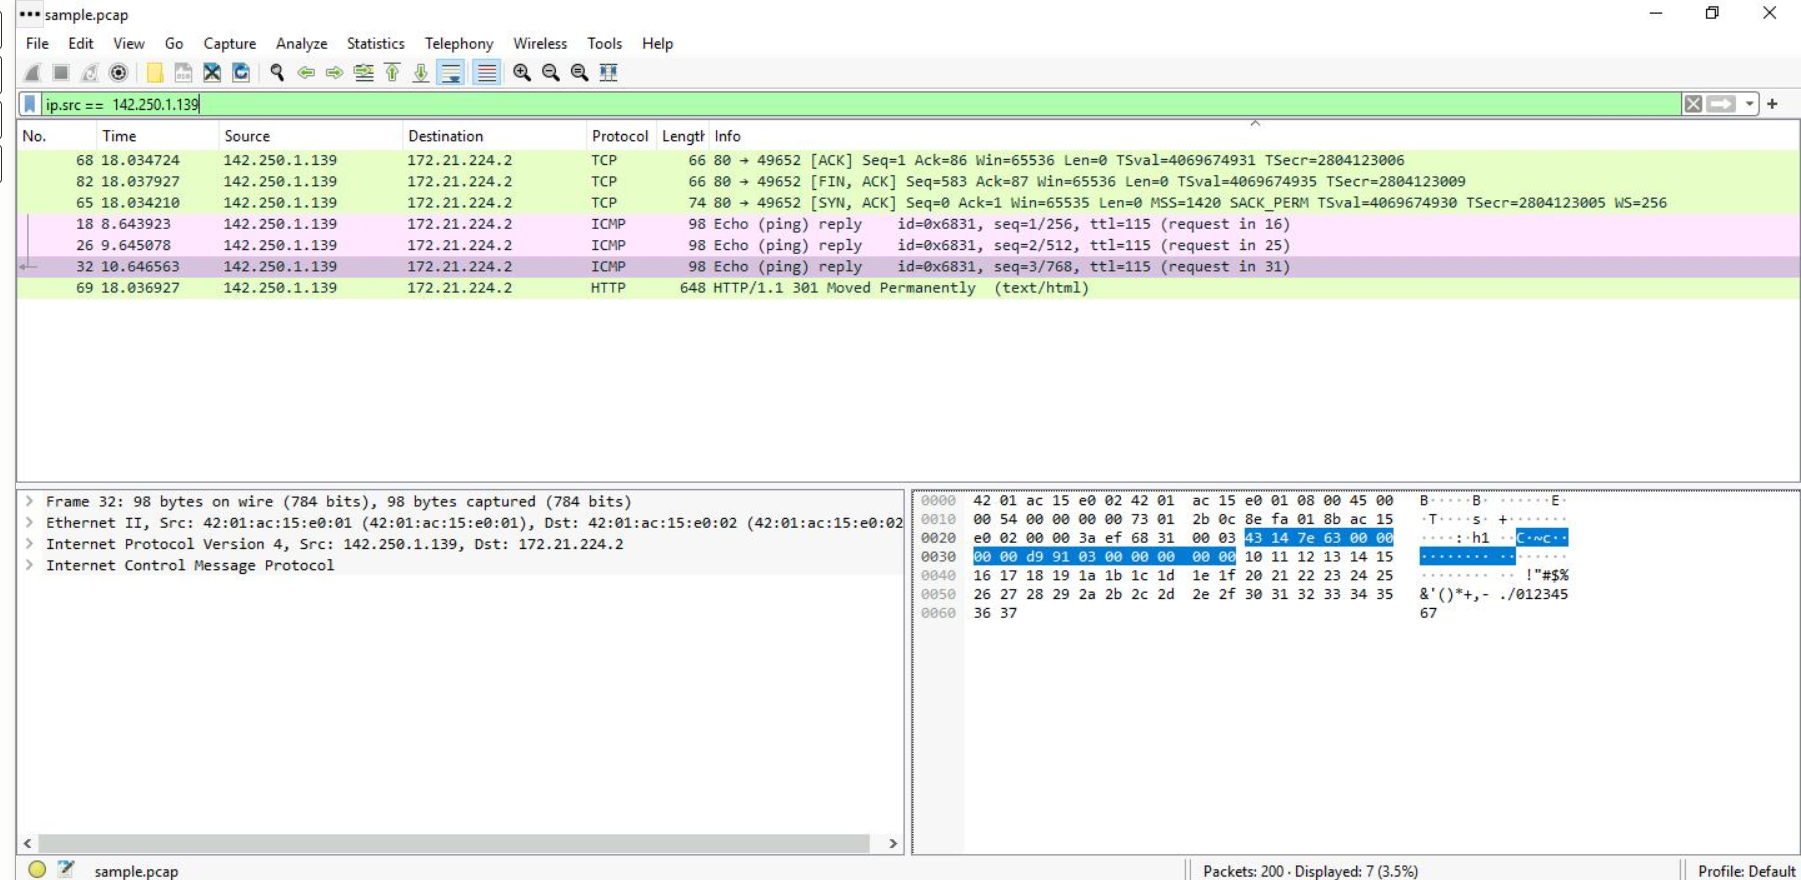 sample.pcap
File Edit View Go Capture Analyze Statistics Telephony Wireless Tools Help
ip.src == 142.250.1.139
No. Time Source Destination Protocol Length Info
68 18.034724 142.250.1.139 172.21.224.2 TCP 66 80 → 49652 [ACK] Seq=1 Ack=86 Win=65536 Len=0 TSval=4069674931 TSecr=2804123006
82 18.037927 142.250.1.139 172.21.224.2 TCP 66 80 → 49652 [FIN, ACK] Seq=583 Ack=87 Win=65536 Len=0 TSval=4069674935 TSecr=2804123009
65 18.034210 142.250.1.139 172.21.224.2 TCP 74 80 → 49652 [SYN, ACK] Seq=0 Ack=1 Win=65535 Len=0 MSS=1420 SACK_PERM TSval=4069674930 TSecr=2804123005 WS=256
18 8.643923 142.250.1.139 172.21.224.2 ICMP 98 Echo (ping) reply id=0x6831, seq=1/256, ttl=115 (request in 16)
26 9.645078 142.250.1.139 172.21.224.2 ICMP 98 Echo (ping) reply id=0x6831, seq=2/512, ttl=115 (request in 25)
32 10.646563 142.250.1.139 172.21.224.2 ICMP 98 Echo (ping) reply id=0x6831, seq=3/768, ttl=115 (request in 31)
69 18.036927 142.250.1.139 172.21.224.2 HTTP 648 HTTP/1.1 301 Moved Permanently (text/html)
Frame 32: 98 bytes on wire (784 bits), 98 bytes captured (784 bits)
Ethernet II, Src: 42:01:ac:15:e0:01 (42:01:ac:15:e0:01), Dst: 42:01:ac:15:e0:02 (42:01:ac:15:e0:02
Internet Protocol Version 4, Src: 142.250.1.139, Dst: 172.21.224.2
Internet Control Message Protocol
0000 42 01 ac 15 e0 02 42 01 ac 15 e0 01 08 00 45 00 B·····B· ······E·
0010 00 54 00 00 00 00 73 01 2b 0c 8e fa 01 8b ac 15 ·T····s· +·······
0020 e0 02 00 00 3a ef 68 31 00 03 43 14 7e 63 00 00 ····:·h1 ··C·~c··
0030 00 00 d9 91 03 00 00 00 00 00 10 11 12 13 14 15 ········ ········
0040 16 17 18 19 1a 1b 1c 1d 1e 1f 20 21 22 23 24 25 ········ ·· !"#$%
0050 26 27 28 29 2a 2b 2c 2d 2e 2f 30 31 32 33 34 35 &'()*+,- ./012345
0060 36 37 67
sample.pcap Packets: 200 · Displayed: 7 (3.5%) Profile: Default